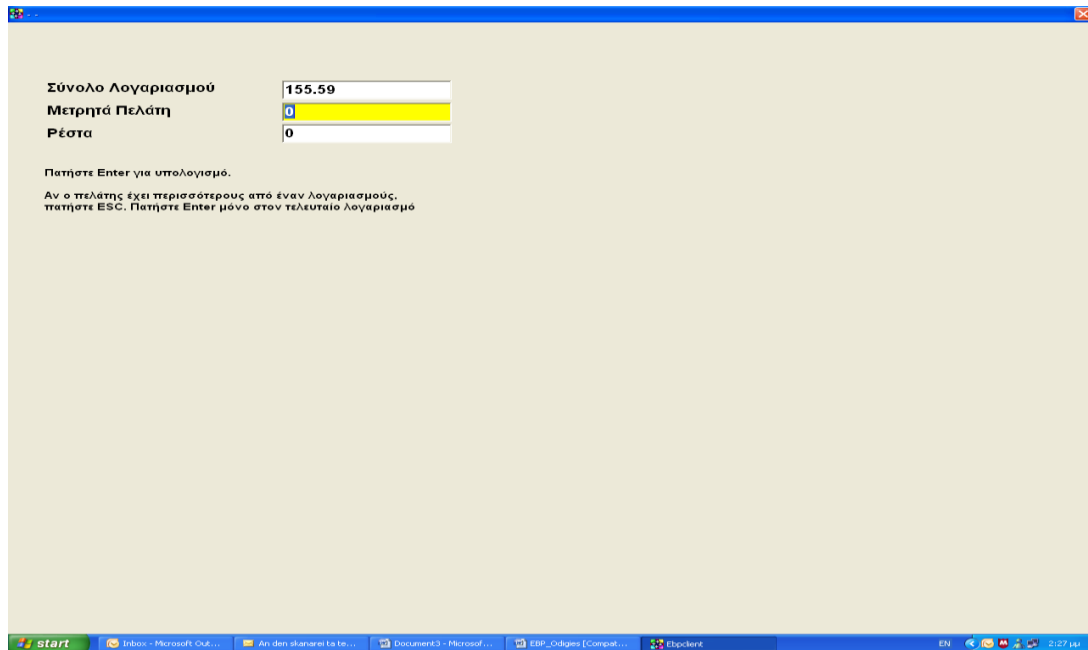 - -
Σύνολο Λογαριασμού 155.59
Μετρητά Πελάτη 0
Ρέστα 0
Πατήστε Enter για υπολογισμό.
Αν ο πελάτης έχει περισσότερους από έναν λογαριασμούς,
πατήστε ESC. Πατήστε Enter μόνο στον τελευταίο λογαριασμό
start Inbox - Microsoft Out... An den skanarei ta te... Document3 - Microsof... EBP_Odigies [Compat... Ebpclient EN 2:27 μμ